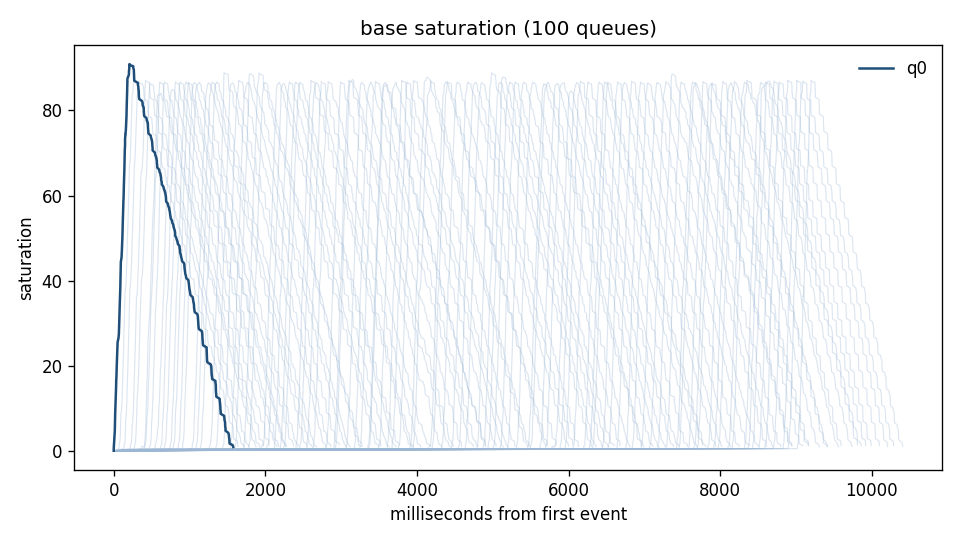 base saturation (100 queues)
q0
saturation
80
60
40
20
0
0 2000 4000 6000 8000 10000
milliseconds from first event